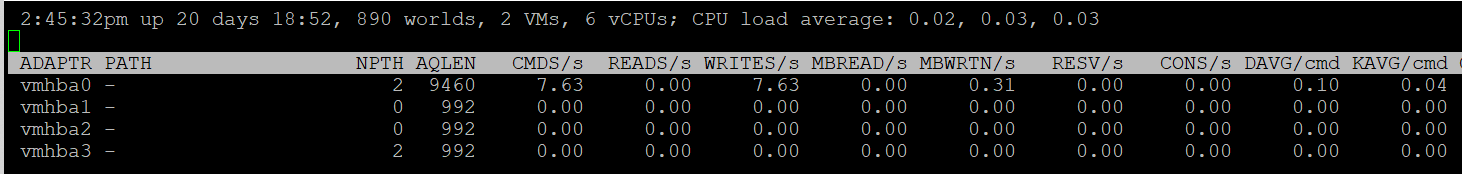 2:45:32pm up 20 days 18:52, 890 worlds, 2 VMs, 6 vCPUs; CPU load average: 0.02, 0.03, 0.03
ADAPTR PATH NPTH AQLEN CMDS/s READS/s WRITES/s MBREAD/s MBWRTN/s RESV/s CONS/s DAVG/cmd KAVG/cmd
vmhba0 - 2 9460 7.63 0.00 7.63 0.00 0.31 0.00 0.00 0.10 0.04
vmhba1 - 0 992 0.00 0.00 0.00 0.00 0.00 0.00 0.00 0.00 0.00
vmhba2 - 0 992 0.00 0.00 0.00 0.00 0.00 0.00 0.00 0.00 0.00
vmhba3 - 2 992 0.00 0.00 0.00 0.00 0.00 0.00 0.00 0.00 0.00